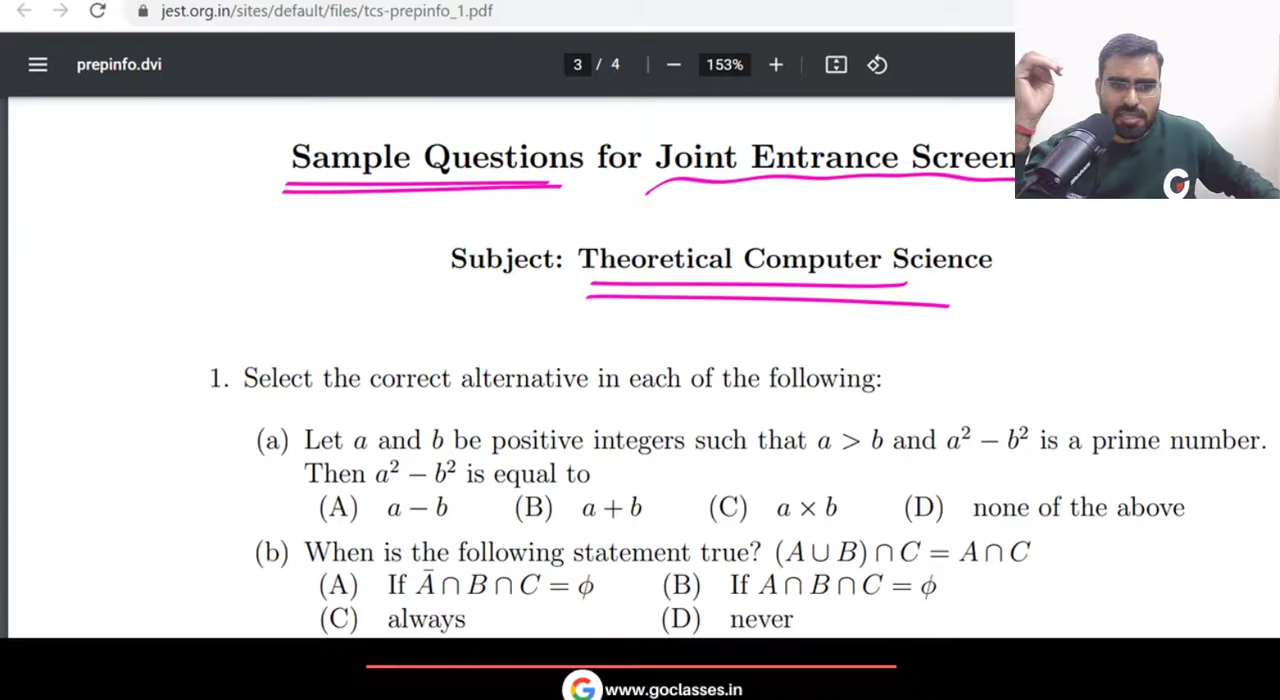 jest.org.in/sites/default/files/tcs-prepinfo_1.pdf
prepinfo.dvi
3 / 4
153%
Sample Questions for Joint Entrance Screen
Subject: Theoretical Computer Science
1. Select the correct alternative in each of the following:
(a) Let a and b be positive integers such that a > b and a² − b² is a prime number.
Then a² − b² is equal to
(A) a − b (B) a + b (C) a × b (D) none of the above
(b) When is the following statement true? (A ∪ B) ∩ C = A ∩ C
(A) If Ā ∩ B ∩ C = ϕ (B) If A ∩ B ∩ C = ϕ
(C) always (D) never
www.goclasses.in